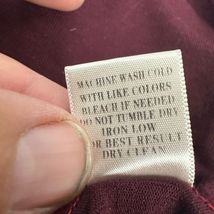 MACHINE WASH COLD
WITH LIKE COLORS
BLEACH IF NEEDED
DO NOT TUMBLE DRY
IRON LOW
FOR BEST RESULT
DRY CLEAN